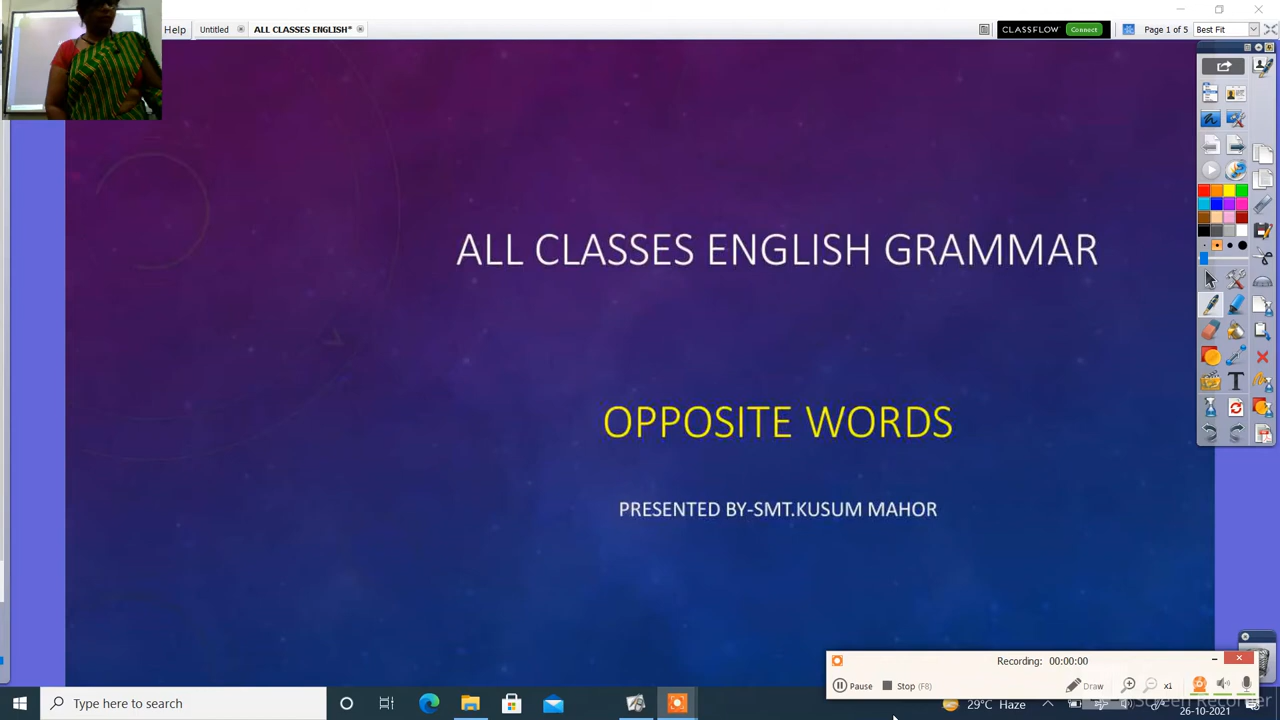 Help
Untitled
ALL CLASSES ENGLISH*
CLASSFLOW
Connect
Page 1 of 5
Best Fit
ALL CLASSES ENGLISH GRAMMAR
OPPOSITE WORDS
PRESENTED BY-SMT.KUSUM MAHOR
Recording: 00:00:00
Pause
Stop (F8)
Draw
x1
Type here to search
29°C Haze
26-10-2021
Screen Recorder